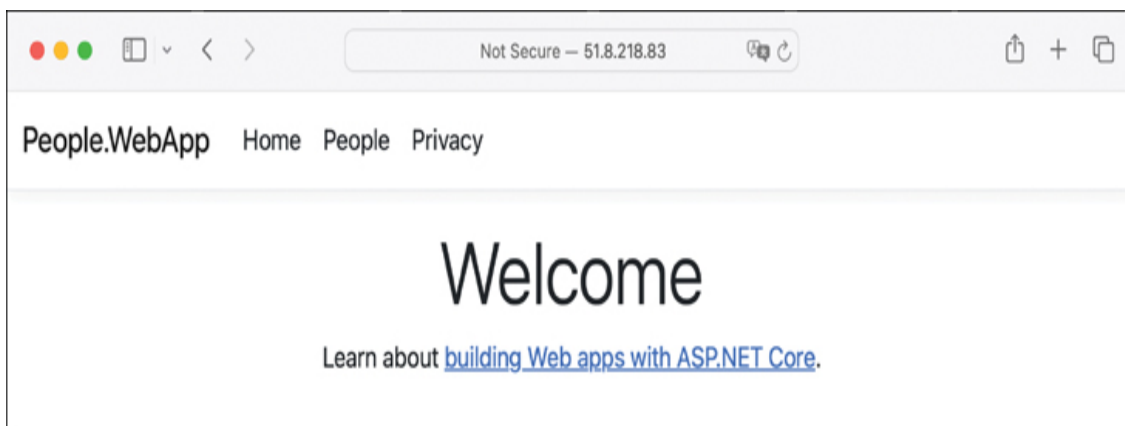 Not Secure — 51.8.218.83
People.WebApp Home People Privacy
Welcome
Learn about building Web apps with ASP.NET Core.